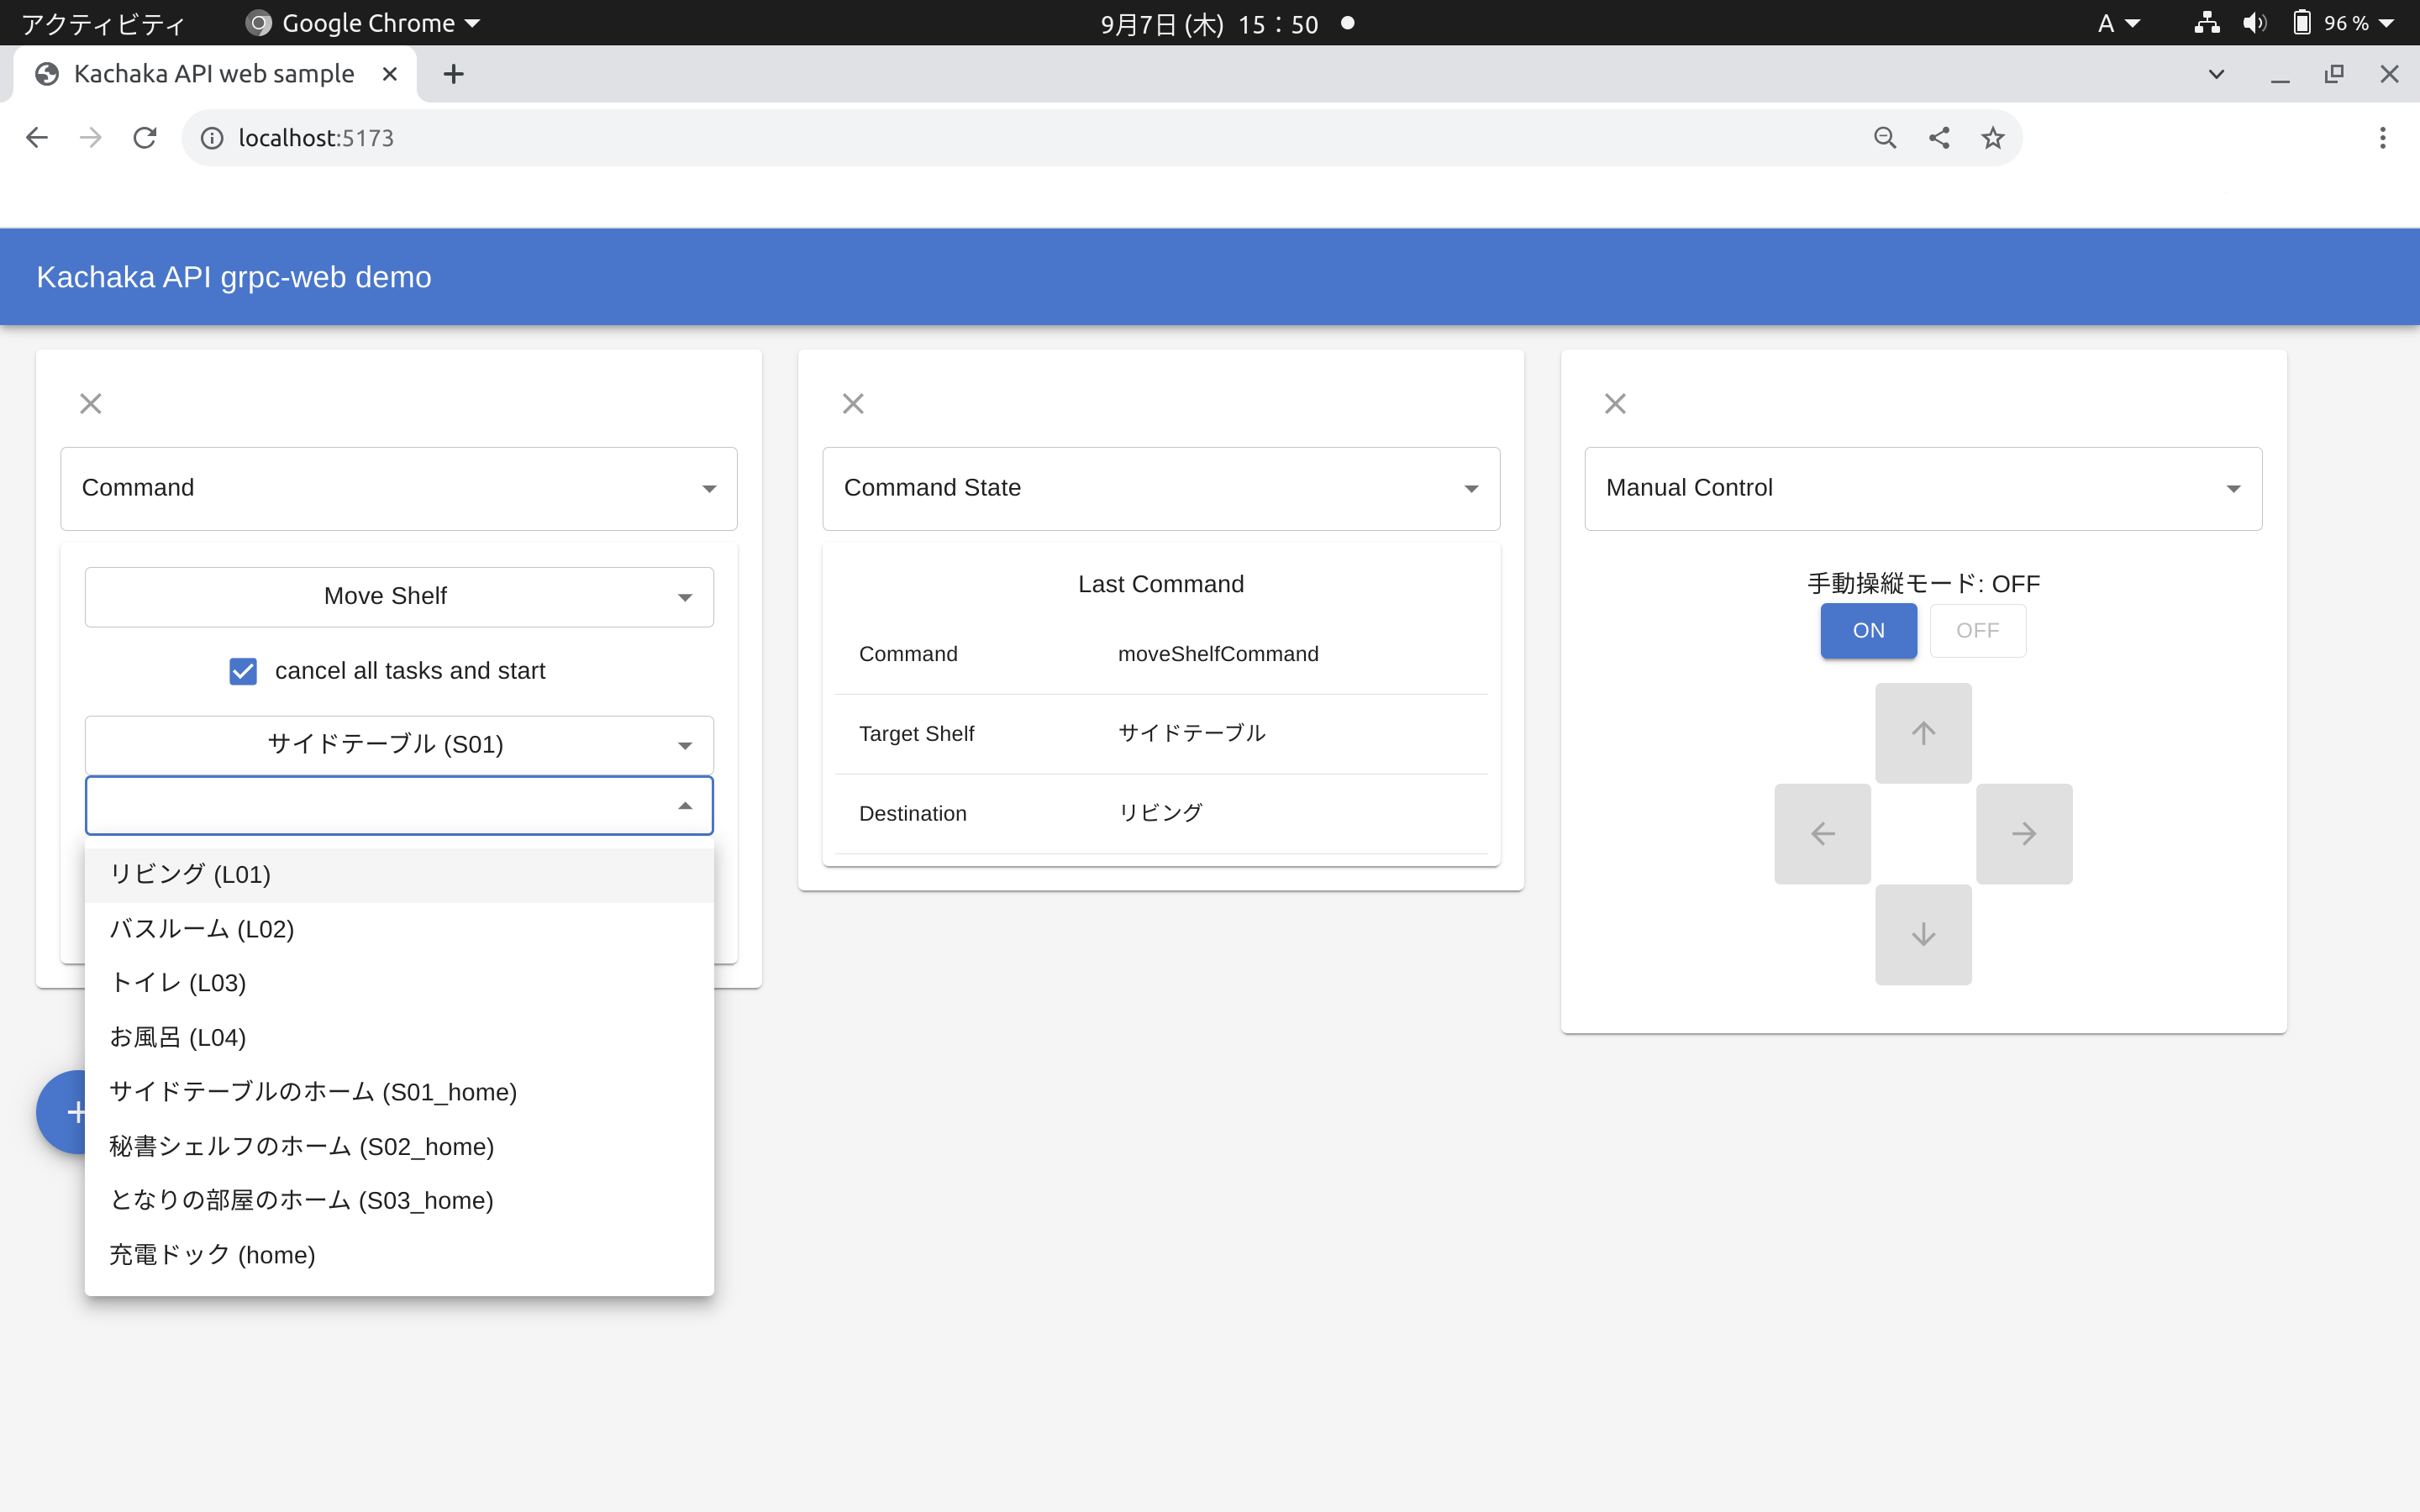 アクティビティ Google Chrome 9月7日 (木) 15：50 A 96 %
Kachaka API web sample
localhost:5173
Kachaka API grpc-web demo
Command
Move Shelf
cancel all tasks and start
サイドテーブル (S01)
リビング (L01)
バスルーム (L02)
トイレ (L03)
お風呂 (L04)
サイドテーブルのホーム (S01_home)
秘書シェルフのホーム (S02_home)
となりの部屋のホーム (S03_home)
充電ドック (home)
Command State
Last Command
Command moveShelfCommand
Target Shelf サイドテーブル
Destination リビング
Manual Control
手動操縦モード: OFF
ON OFF